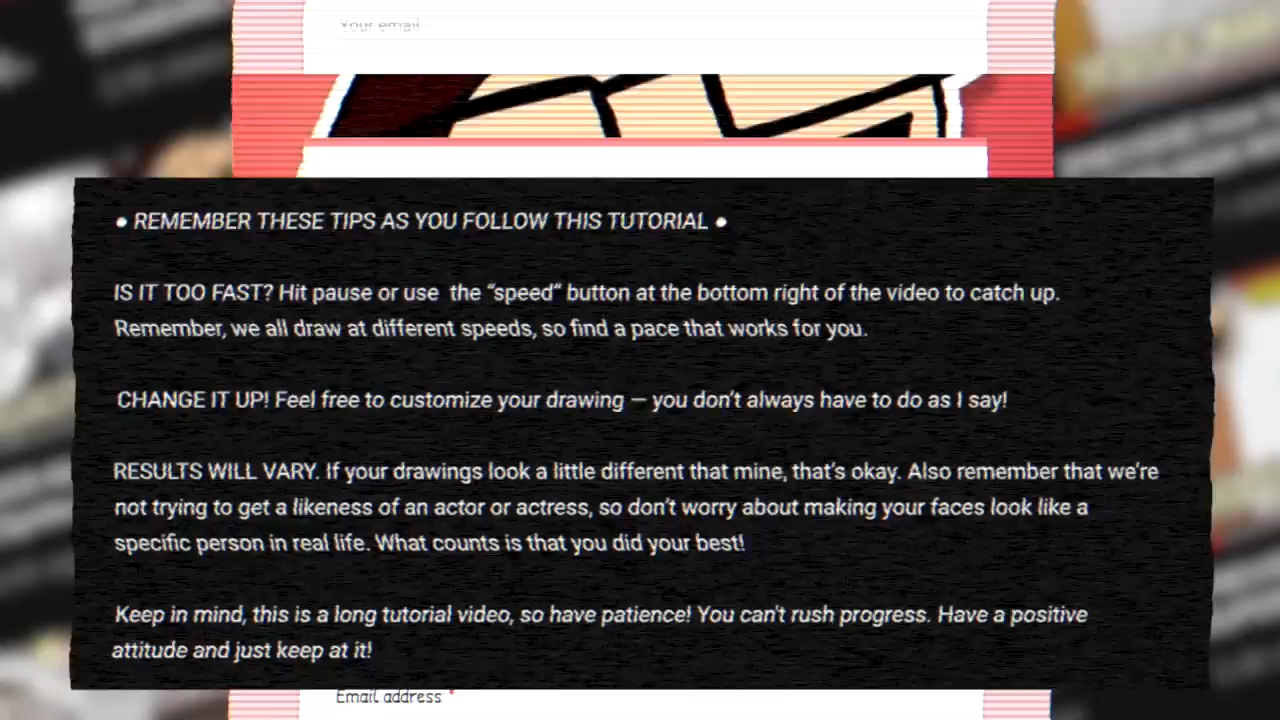 Your email
• REMEMBER THESE TIPS AS YOU FOLLOW THIS TUTORIAL •
IS IT TOO FAST? Hit pause or use the “speed“ button at the bottom right of the video to catch up.
Remember, we all draw at different speeds, so find a pace that works for you.
CHANGE IT UP! Feel free to customize your drawing — you don’t always have to do as I say!
RESULTS WILL VARY. If your drawings look a little different that mine, that’s okay. Also remember that we’re
not trying to get a likeness of an actor or actress, so don’t worry about making your faces look like a
specific person in real life. What counts is that you did your best!
Keep in mind, this is a long tutorial video, so have patience! You can’t rush progress. Have a positive
attitude and just keep at it!
Email address *